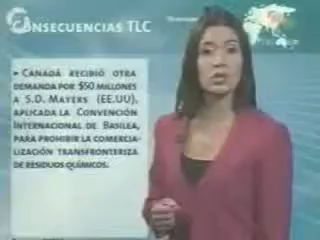 CONSECUENCIAS TLC
- CANADÁ RECIBIÓ OTRA
DEMANDA POR $50 MILLONES
A S.D. MAYERS (EE.UU),
APLICADA LA CONVENCIÓN
INTERNACIONAL DE BASILEA,
PARA PROHIBIR LA COMERCIA-
LIZACIÓN TRANSFRONTERIZA
DE RESIDUOS QUÍMICOS.